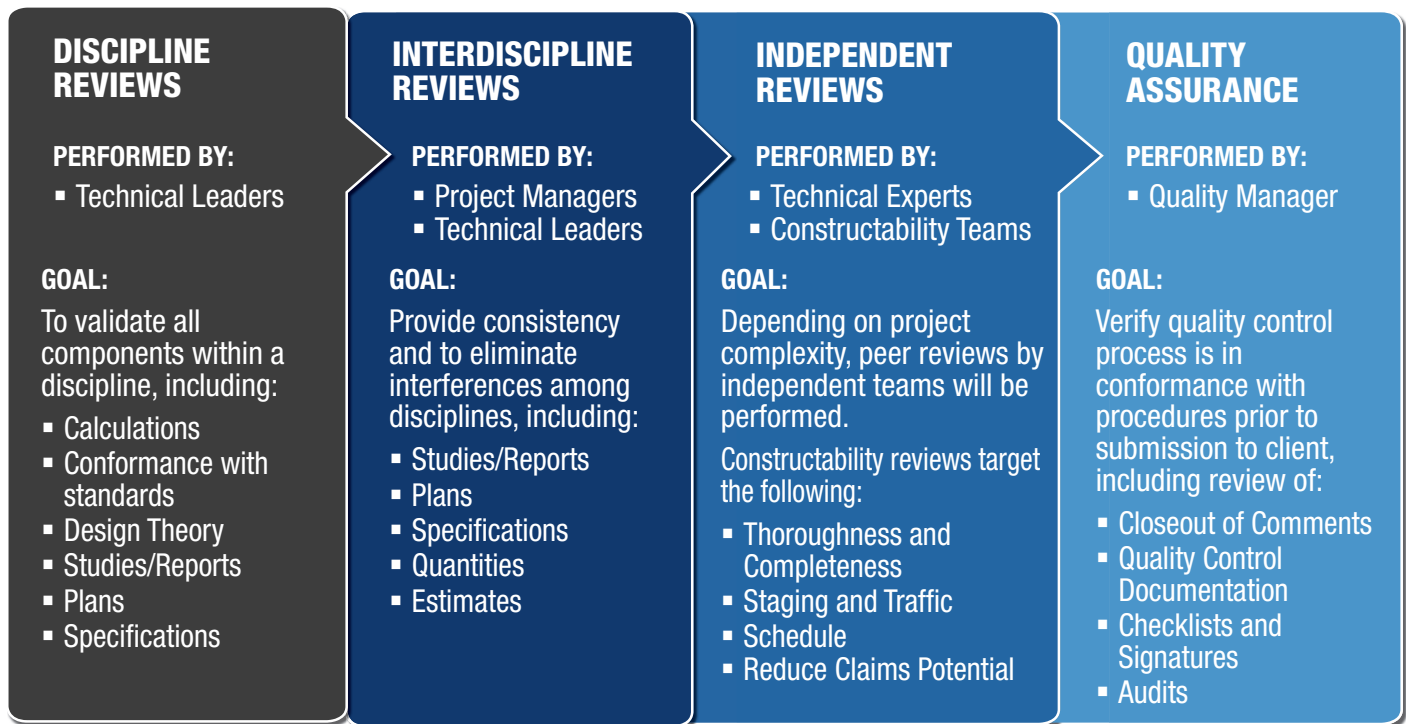 DISCIPLINE
REVIEWS
PERFORMED BY:
▪ Technical Leaders
GOAL:
To validate all
components within a
discipline, including:
▪ Calculations
▪ Conformance with
standards
▪ Design Theory
▪ Studies/Reports
▪ Plans
▪ Specifications
INTERDISCIPLINE
REVIEWS
PERFORMED BY:
▪ Project Managers
▪ Technical Leaders
GOAL:
Provide consistency
and to eliminate
interferences among
disciplines, including:
▪ Studies/Reports
▪ Plans
▪ Specifications
▪ Quantities
▪ Estimates
INDEPENDENT
REVIEWS
PERFORMED BY:
▪ Technical Experts
▪ Constructability Teams
GOAL:
Depending on project
complexity, peer reviews by
independent teams will be
performed.
Constructability reviews target
the following:
▪ Thoroughness and
Completeness
▪ Staging and Traffic
▪ Schedule
▪ Reduce Claims Potential
QUALITY
ASSURANCE
PERFORMED BY:
▪ Quality Manager
GOAL:
Verify quality control
process is in
conformance with
procedures prior to
submission to client,
including review of:
▪ Closeout of Comments
▪ Quality Control
Documentation
▪ Checklists and
Signatures
▪ Audits